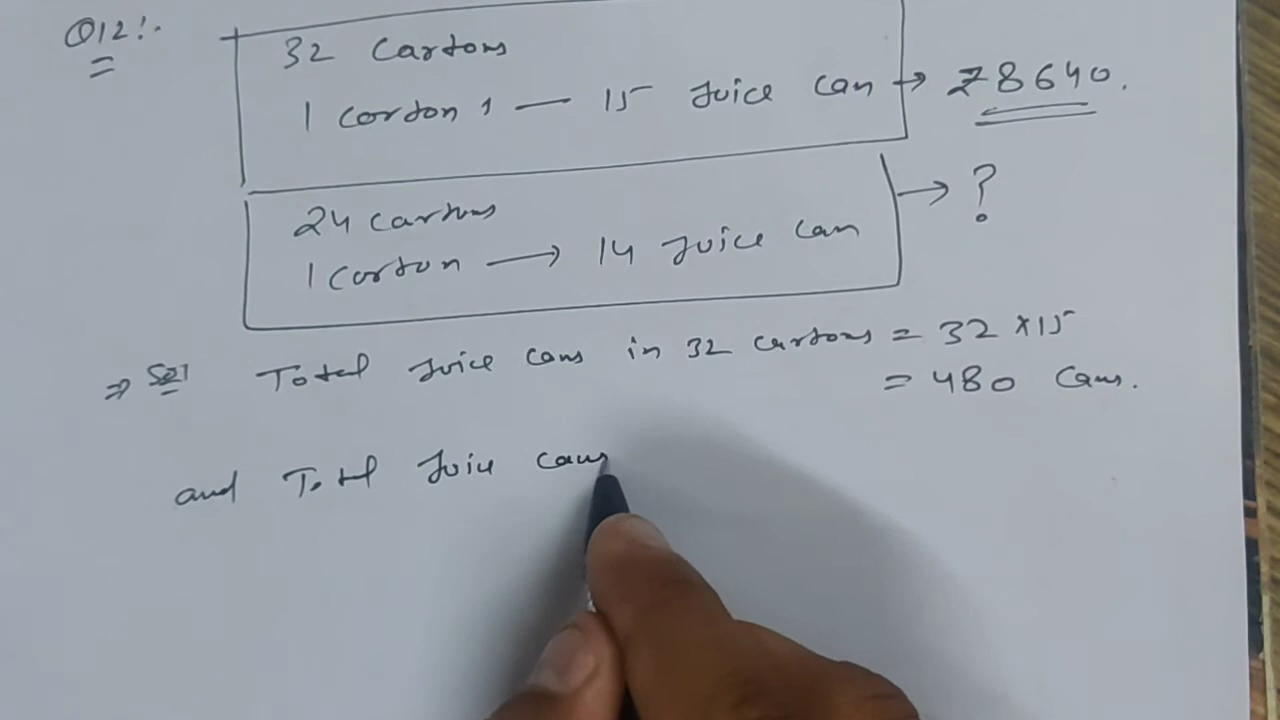 Q12:-
32 Cartons
1 Carton, — 15 Juice Can → ₹8640.
24 cartons
1 Carton → 14 Juice Can → ?
⇒ Sol Total Juice Cans in 32 cartons = 32 × 15
= 480 Cans.
and Total Juice cans